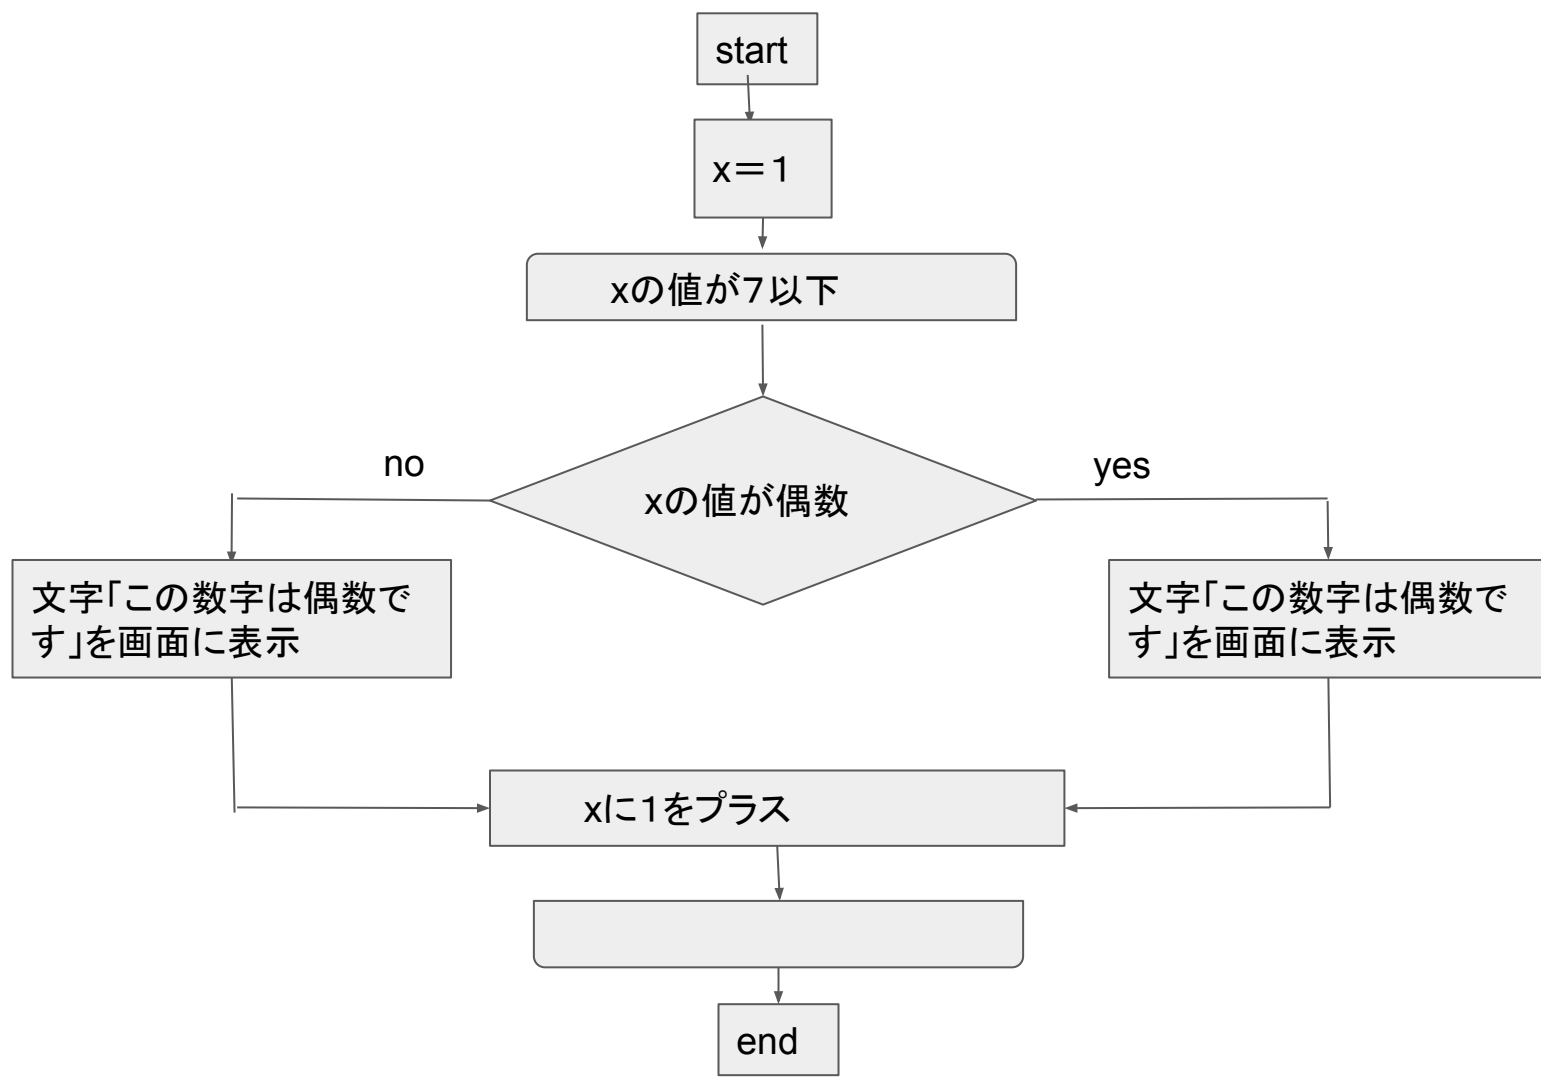 start
x＝１
xの値が７以下
no
yes
xの値が偶数
文字「この数字は偶数で
す」を画面に表示
文字「この数字は偶数で
す」を画面に表示
xに１をプラス
end